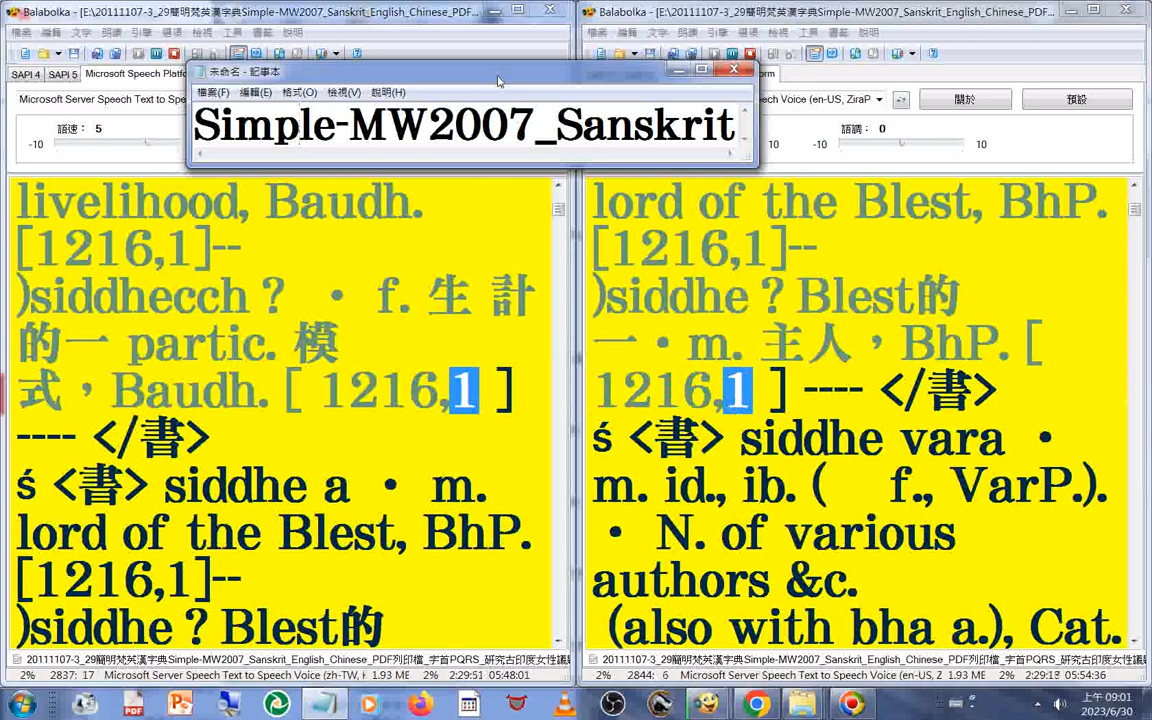 Balabolka - [E:\20111107-3_29簡明梵英漢字典Simple-MW2007_Sanskrit_English_Chinese_PDF...
檔案 編輯 文字 朗讀 引擎 選項 檢視 工具 書籤 說明
SAPI 4 SAPI 5 Microsoft Speech Platf
Microsoft Server Speech Text to Speech
語速： 5
-10
livelihood, Baudh.
[1216,1]--
)siddhecch？ • f. 生 計
的一 partic. 模
式，Baudh. [ 1216,1 ]
---- </書>
ś <書> siddhe a • m.
lord of the Blest, BhP.
[1216,1]--
)siddhe？Blest的
20111107-3_29簡明梵英漢字典Simple-MW2007_Sanskrit_English_Chinese_PDF列印檔_字首PQRS_研究古印度女性議
2% 2837: 17 Microsoft Server Speech Text to Speech Voice (zh-TW, H 1.93 MB 2% 2:29:51 05:48:01
未命名 - 記事本
檔案(F) 編輯(E) 格式(O) 檢視(V) 說明(H)
Simple-MW2007_Sanskrit
Balabolka - [E:\20111107-3_29簡明梵英漢字典Simple-MW2007_Sanskrit_English_Chinese_PDF...
檔案 編輯 文字 朗讀 引擎 選項 檢視 工具 書籤 說明
Speech Voice (en-US, ZiraP
關於
預設
語調： 0
10 -10 10
lord of the Blest, BhP.
[1216,1]--
)siddhe？Blest的
一•m. 主人，BhP. [
1216,1 ] ---- </書>
ś <書> siddhe vara •
m. id., ib. ( f., VarP.).
• N. of various
authors &c.
(also with bha a.), Cat.
20111107-3_29簡明梵英漢字典Simple-MW2007_Sanskrit_English_Chinese_PDF列印檔_字首PQRS_研究古印度女性議
2% 2844: 6 Microsoft Server Speech Text to Speech Voice (en-US, Z 1.93 MB 2% 2:29:18 05:54:36
上午 09:01
2023/6/30